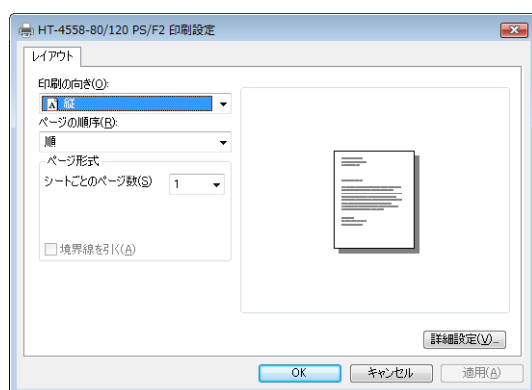 HT-4558-80/120 PS/F2 印刷設定
レイアウト
印刷の向き(O):
A 縦
ページの順序(R):
順
ページ形式
シートごとのページ数(S) 1
境界線を引く(A)
詳細設定(V)...
OK キャンセル 適用(A)